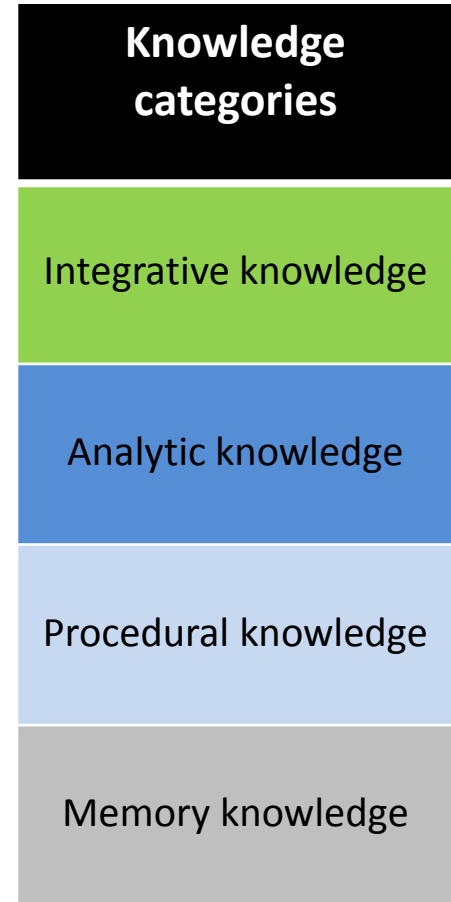 Knowledge
categories
Integrative knowledge
Analytic knowledge
Procedural knowledge
Memory knowledge